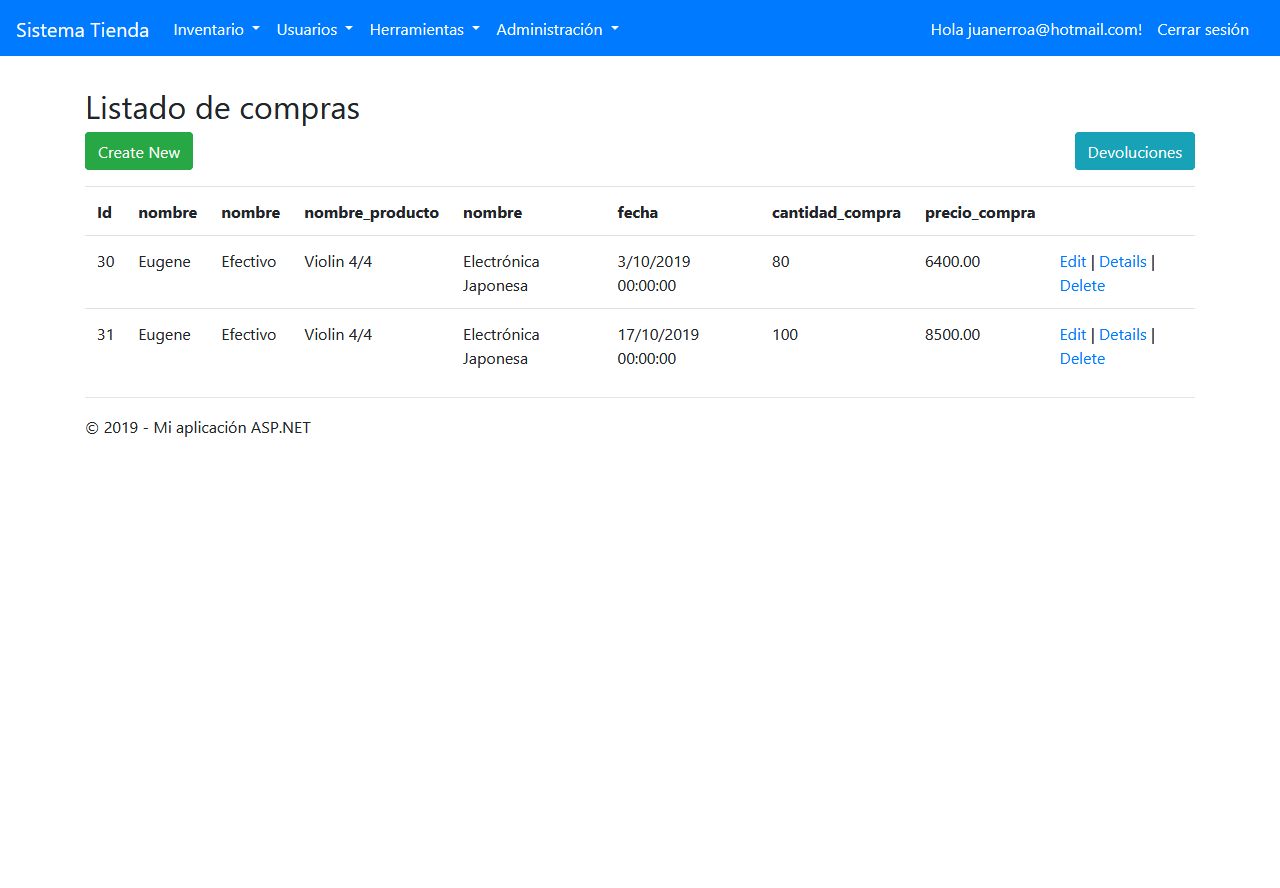 Sistema Tienda Inventario Usuarios Herramientas Administración Hola juanerroa@hotmail.com! Cerrar sesión
Listado de compras
Create New Devoluciones
Id nombre nombre nombre_producto nombre fecha cantidad_compra precio_compra
30 Eugene Efectivo Violin 4/4 Electrónica 3/10/2019 80 6400.00 Edit | Details |
Japonesa 00:00:00 Delete
31 Eugene Efectivo Violin 4/4 Electrónica 17/10/2019 100 8500.00 Edit | Details |
Japonesa 00:00:00 Delete
© 2019 - Mi aplicación ASP.NET